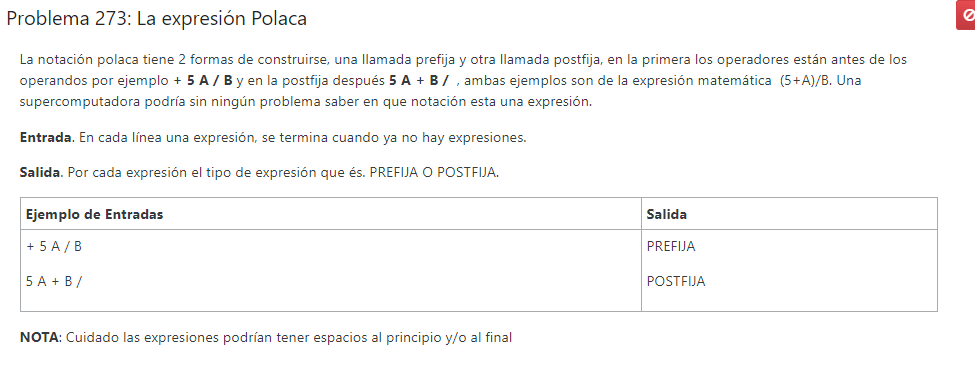 Problema 273: La expresión Polaca
La notación polaca tiene 2 formas de construirse, una llamada prefija y otra llamada postfija, en la primera los operadores están antes de los
operandos por ejemplo + 5 A / B y en la postfija después 5 A + B / , ambas ejemplos son de la expresión matemática (5+A)/B. Una
supercomputadora podría sin ningún problema saber en que notación esta una expresión.
Entrada. En cada línea una expresión, se termina cuando ya no hay expresiones.
Salida. Por cada expresión el tipo de expresión que és. PREFIJA O POSTFIJA.
Ejemplo de Entradas Salida
+ 5 A / B PREFIJA
5 A + B / POSTFIJA
NOTA: Cuidado las expresiones podrían tener espacios al principio y/o al final